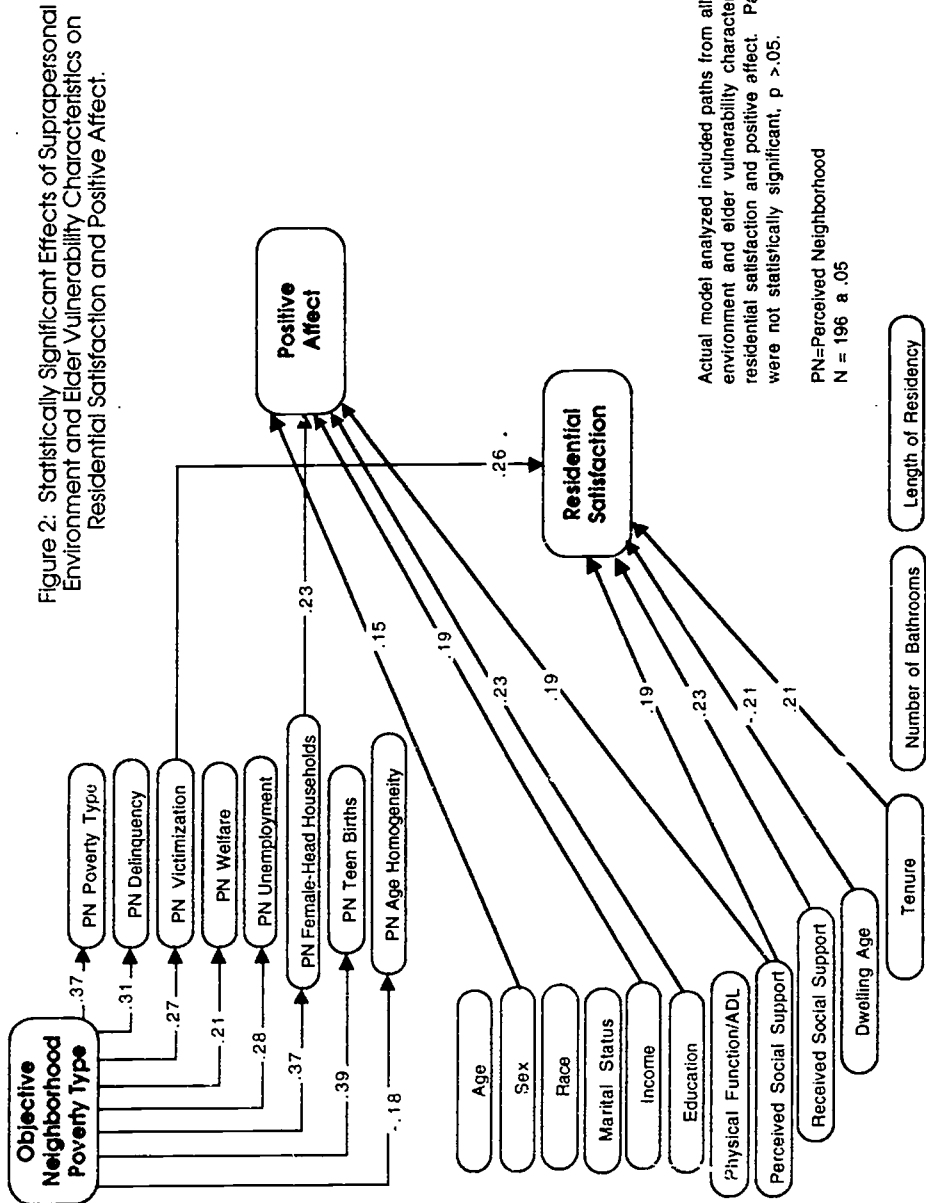 Figure 2: Statistically Significant Effects of Suprapersonal
Environment and Elder Vulnerability Characteristics on
Residential Satisfaction and Positive Affect.
Objective
Neighborhood
Poverty Type
.37
.31
.27
.21
.28
.37
.39
-.18
PN Poverty Type
PN Delinquency
PN Victimization
PN Welfare
PN Unemployment
PN Female-Head Households
PN Teen Births
PN Age Homogeneity
.23
.26
Positive
Affect
Residential
Satisfaction
Age
Sex
Race
Marital Status
Income
Education
Physical Function/ADL
Perceived Social Support
Received Social Support
Dwelling Age
Tenure
Number of Bathrooms
Length of Residency
.15
.19
.23
.19
.19
.23
-.21
.21
Actual model analyzed included paths from all
environment and elder vulnerability
residential satisfaction and positive affect.
were not statistically significant, p >.05.
PN=Perceived Neighborhood
N = 196 a .05